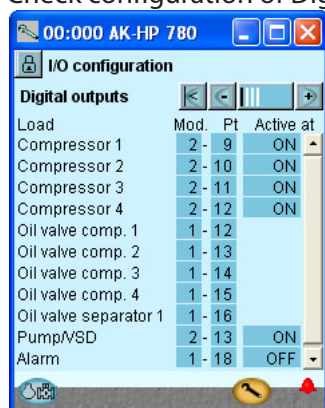 Check configuration of Dig
00:000 AK-HP 780
I/O configuration
Digital outputs
Load Mod. Pt Active at
Compressor 1 2 - 9 ON
Compressor 2 2 - 10 ON
Compressor 3 2 - 11 ON
Compressor 4 2 - 12 ON
Oil valve comp. 1 1 - 12
Oil valve comp. 2 1 - 13
Oil valve comp. 3 1 - 14
Oil valve comp. 4 1 - 15
Oil valve separator 1 1 - 16
Pump/VSD 2 - 13 ON
Alarm 1 - 18 OFF